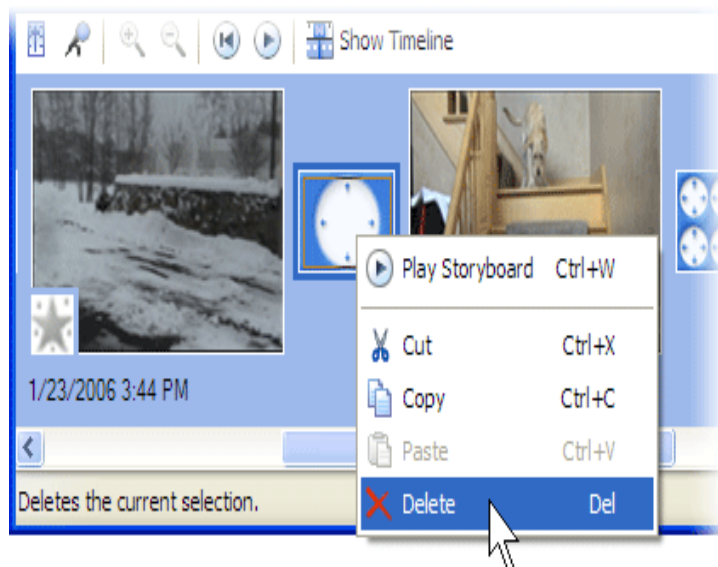 Show Timeline
Play Storyboard Ctrl+W
Cut Ctrl+X
1/23/2006 3:44 PM
Copy Ctrl+C
Paste Ctrl+V
Deletes the current selection.
Delete Del